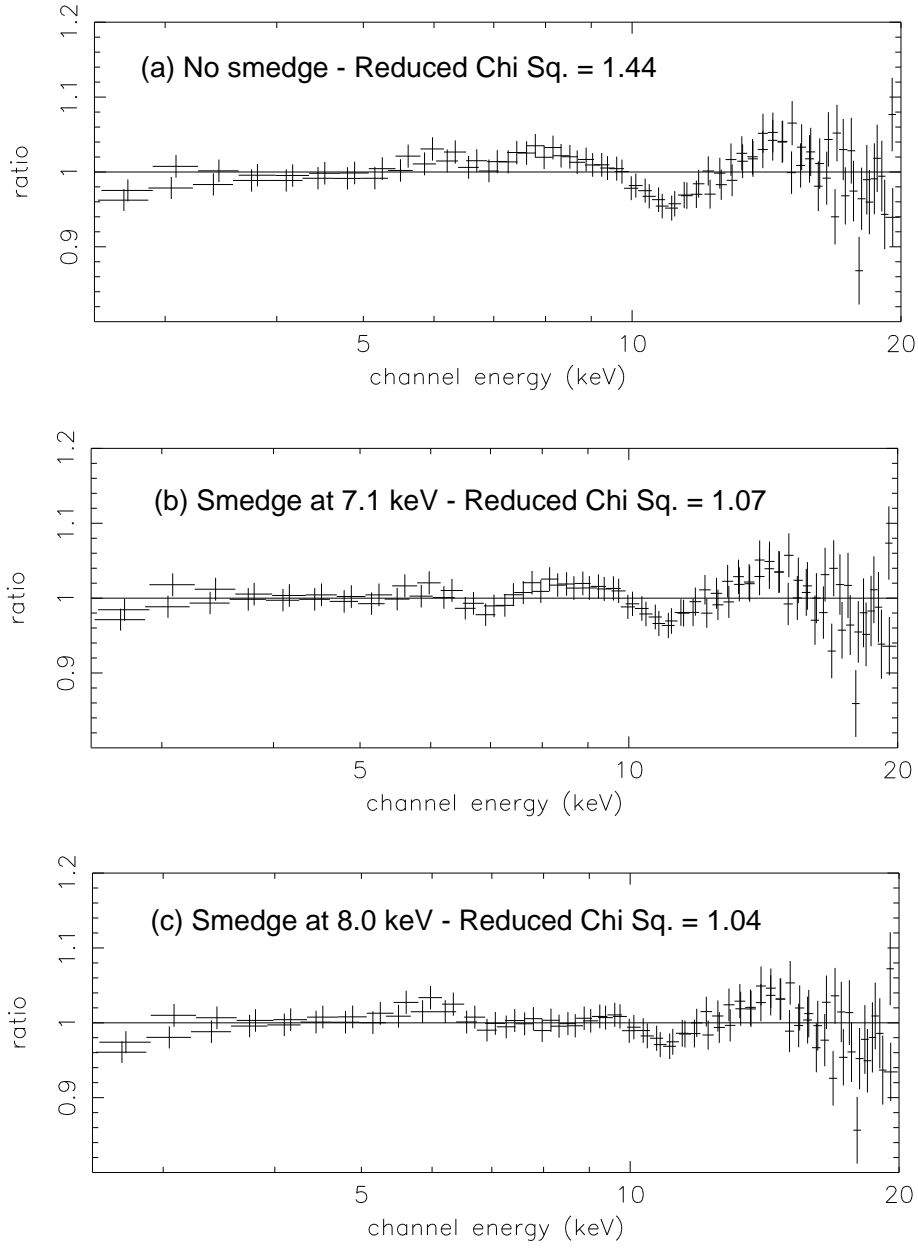 1.2
1.1
1
0.9
ratio
(a) No smedge - Reduced Chi Sq. = 1.44
5
10
20
channel energy (keV)
1.2
1.1
1
0.9
ratio
(b) Smedge at 7.1 keV - Reduced Chi Sq. = 1.07
5
10
20
channel energy (keV)
1.2
1.1
1
0.9
ratio
(c) Smedge at 8.0 keV - Reduced Chi Sq. = 1.04
5
10
20
channel energy (keV)